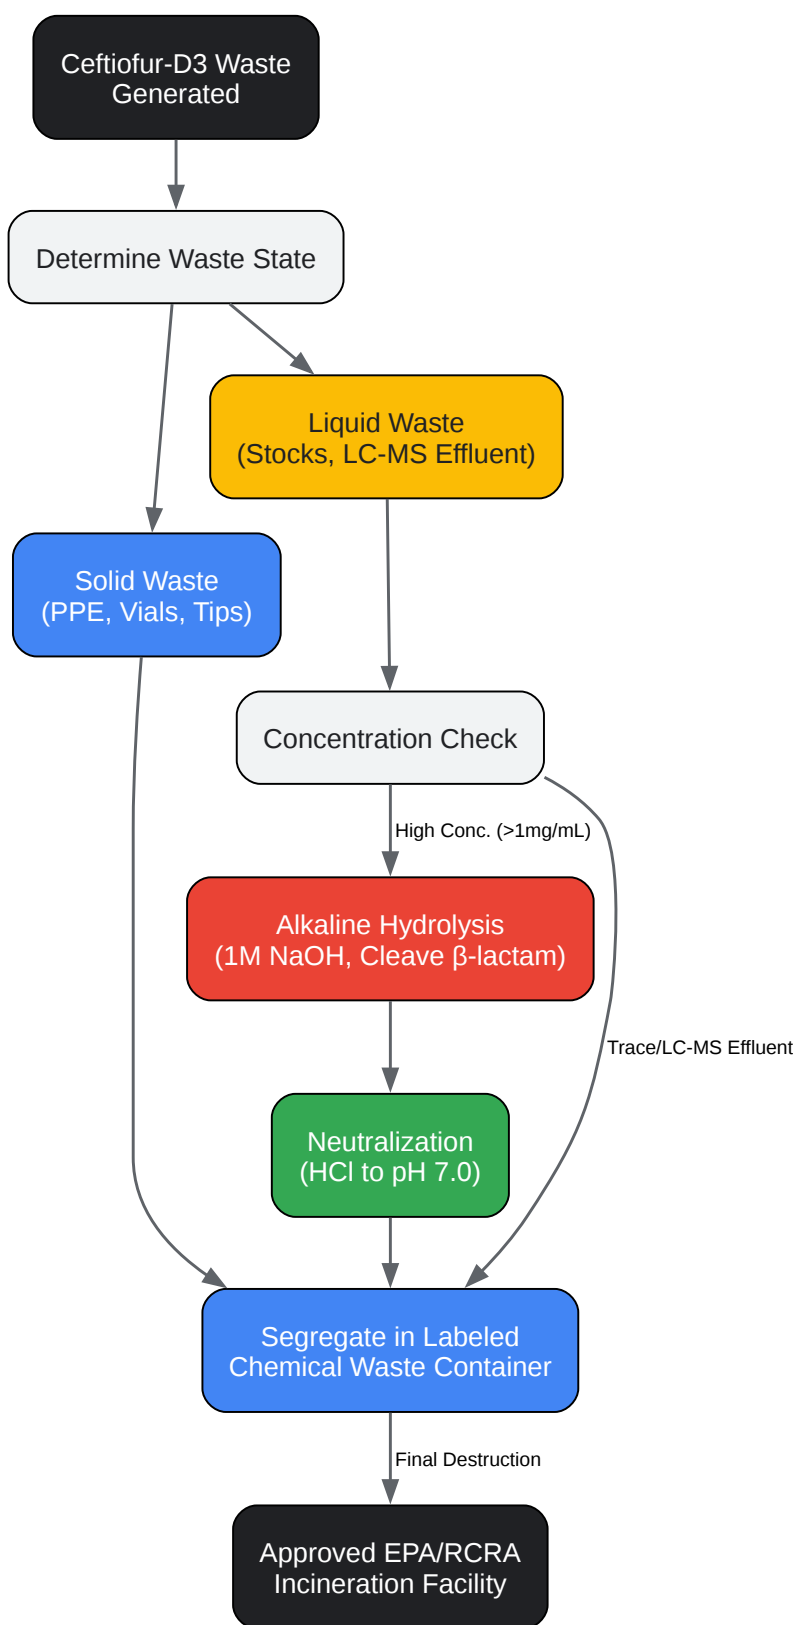 Ceftiofur-D3 Waste
Generated
Determine Waste State
Liquid Waste
(Stocks, LC-MS Effluent)
Solid Waste
(PPE, Vials, Tips)
Concentration Check
High Conc. (>1mg/mL)
Alkaline Hydrolysis
(1M NaOH, Cleave β-lactam)
Trace/LC-MS Effluent
Neutralization
(HCl to pH 7.0)
Segregate in Labeled
Chemical Waste Container
Final Destruction
Approved EPA/RCRA
Incineration Facility